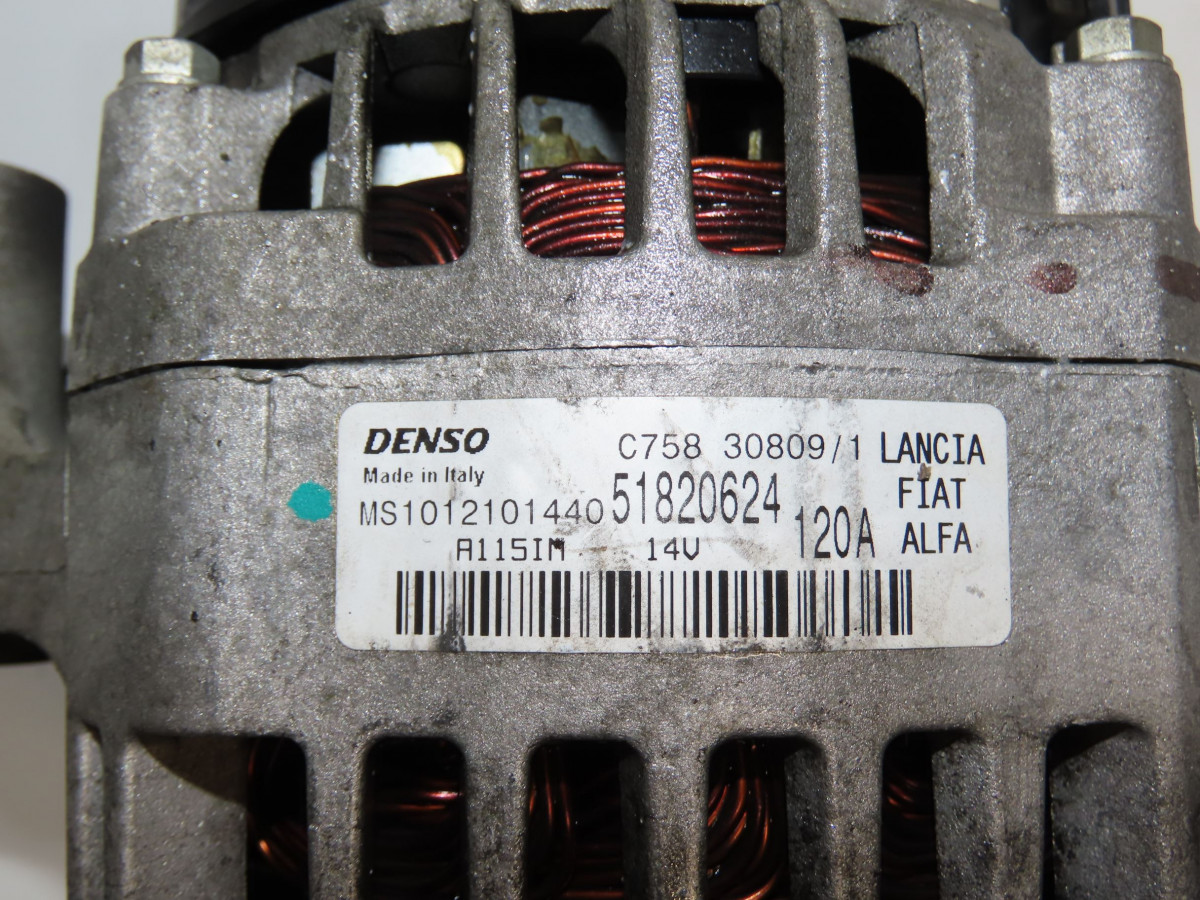 DENSO C758 30809/1 LANCIA
Made in Italy FIAT
MS1012101440 51820624 120A ALFA
A115IM 14V